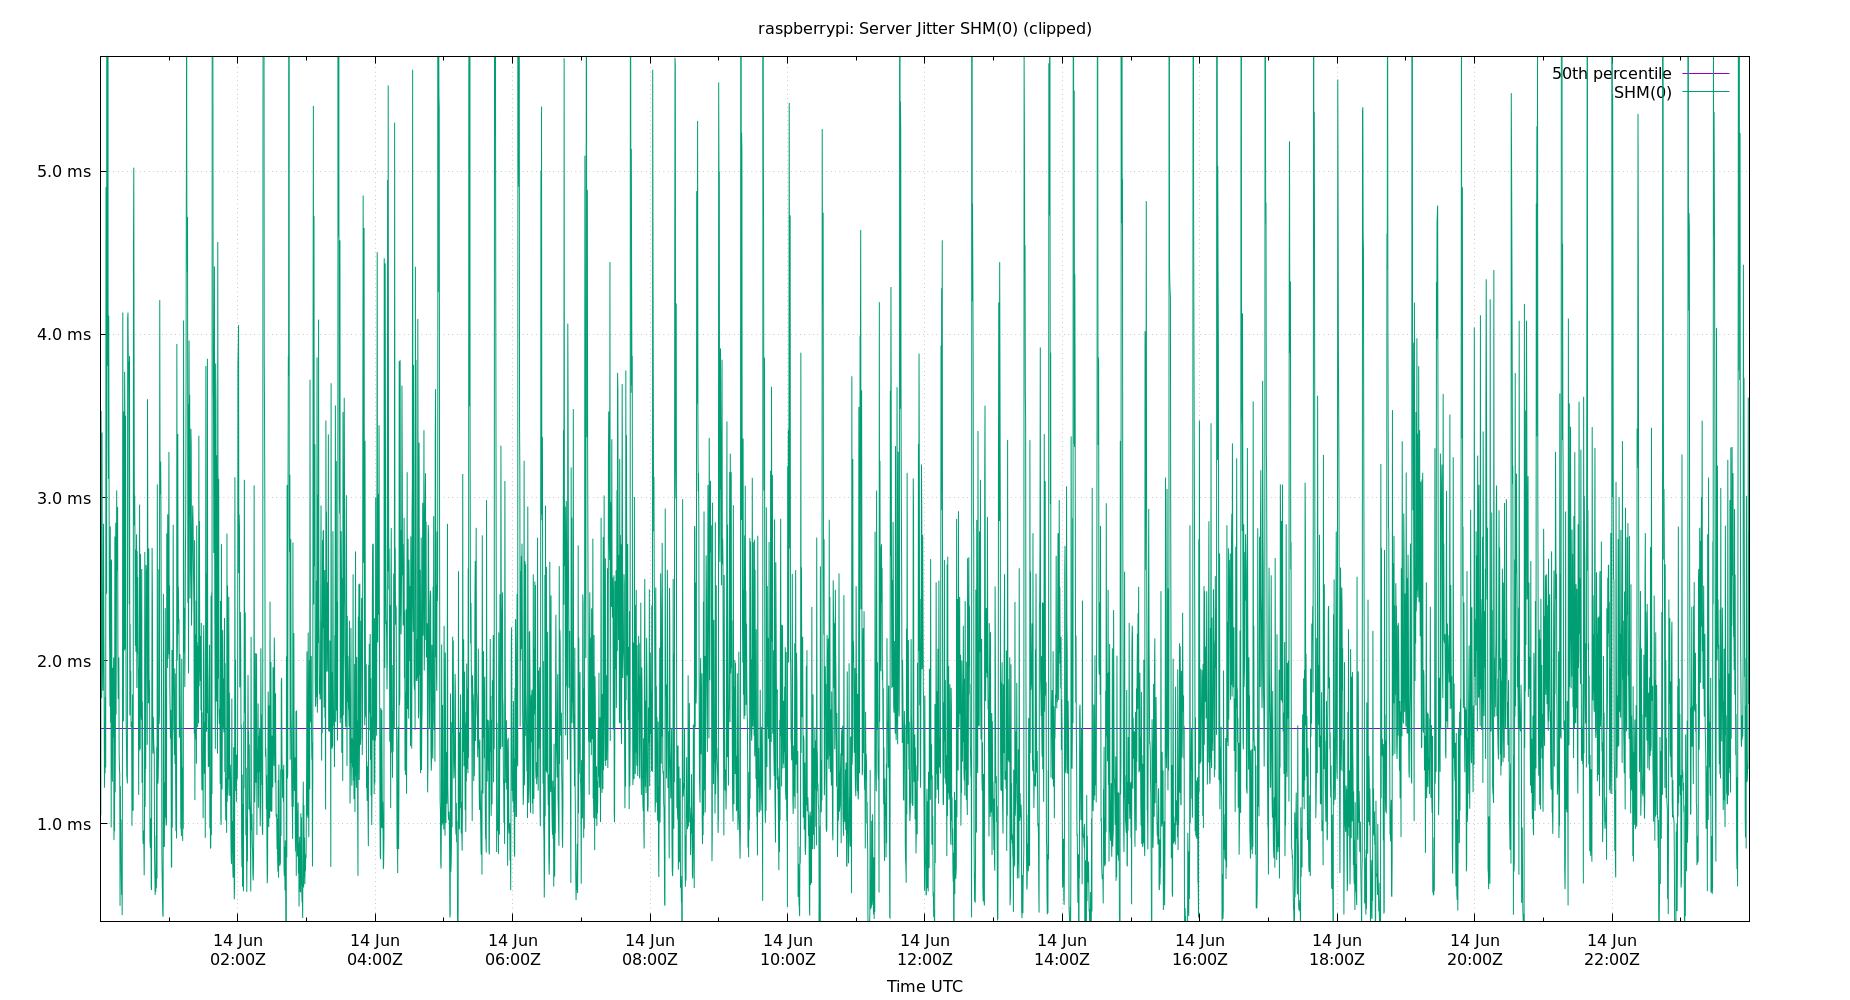 raspberrypi: Server Jitter SHM(0) (clipped)
50th percentile
SHM(0)
5.0 ms
4.0 ms
3.0 ms
2.0 ms
1.0 ms
14 Jun 14 Jun 14 Jun 14 Jun 14 Jun 14 Jun 14 Jun 14 Jun 14 Jun 14 Jun 14 Jun
02:00Z 04:00Z 06:00Z 08:00Z 10:00Z 12:00Z 14:00Z 16:00Z 18:00Z 20:00Z 22:00Z
Time UTC